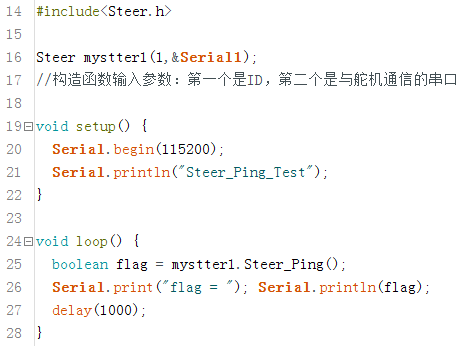 14 #include<Steer.h>
15
16 Steer mystter1(1,&Serial1);
17 //构造函数输入参数：第一个是ID，第二个是与舵机通信的串口
18
19 void setup() {
20   Serial.begin(115200);
21   Serial.println("Steer_Ping_Test");
22 }
23
24 void loop() {
25   boolean flag = mystter1.Steer_Ping();
26   Serial.print("flag = "); Serial.println(flag);
27   delay(1000);
28 }